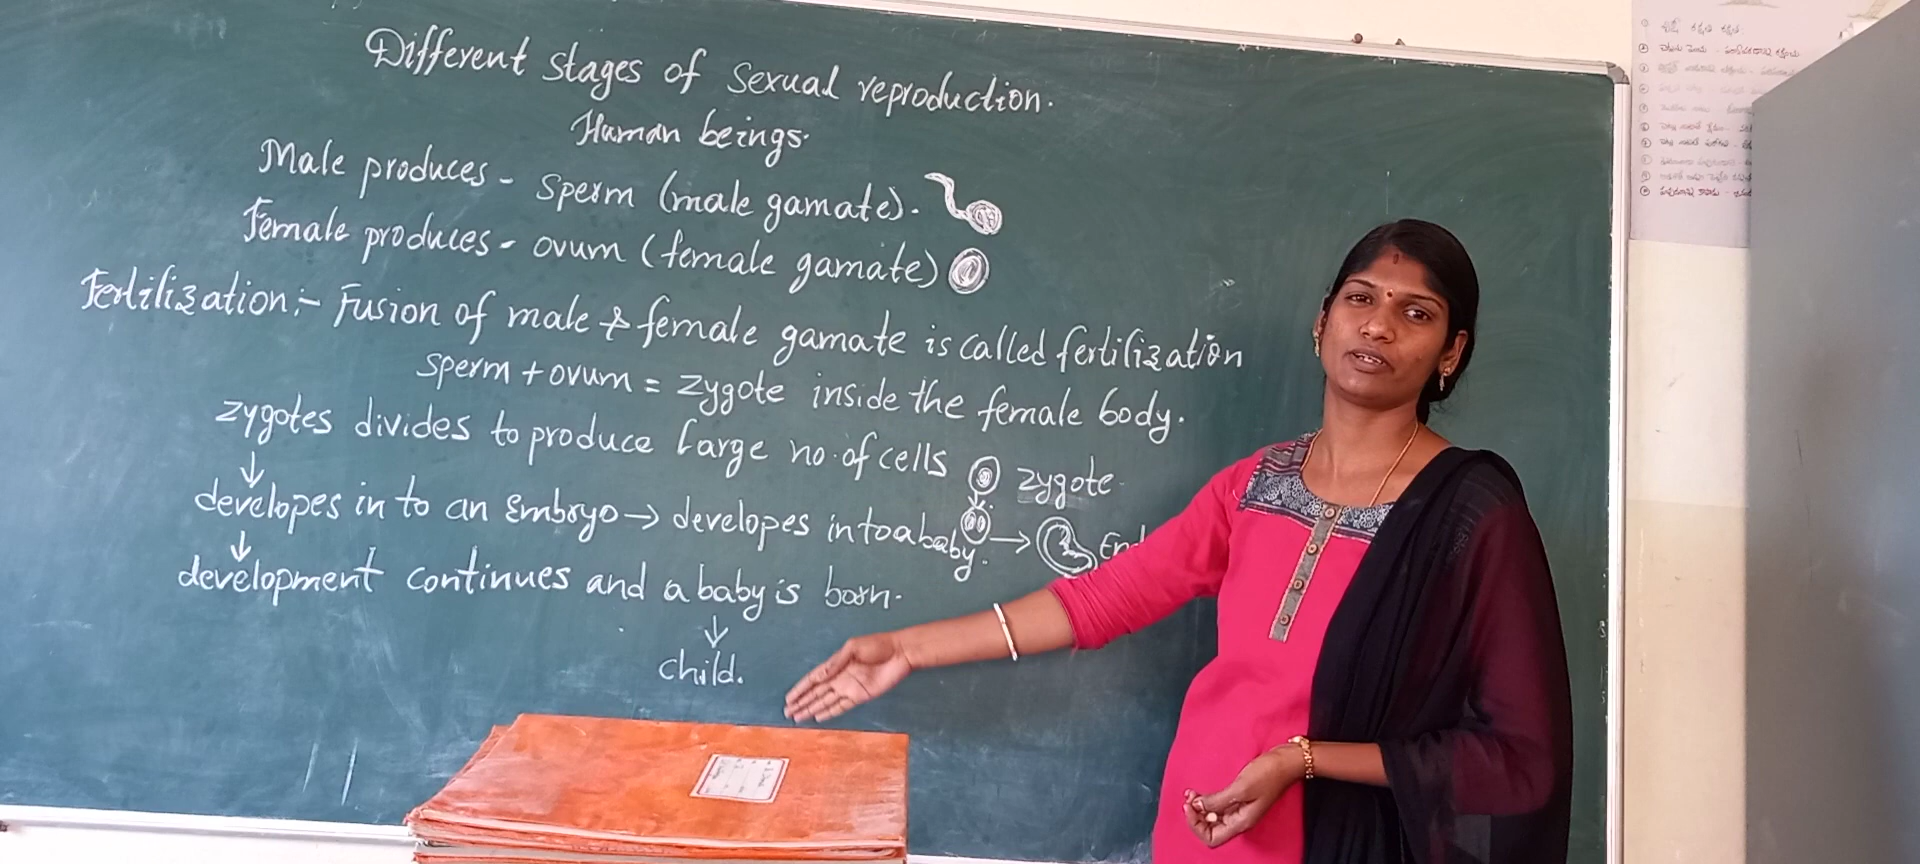 Different stages of sexual reproduction.
Human beings.
Male produces - sperm (male gamate).
Female produces - ovum (female gamate)
Fertilization :- Fusion of male & female gamate is called fertilization
sperm + ovum = zygote inside the female body.
zygotes divides to produce large no. of cells
zygote
↓
developes in to an Embryo → developes into a baby.
→
↓
development continues and a baby is born.
↓
child.